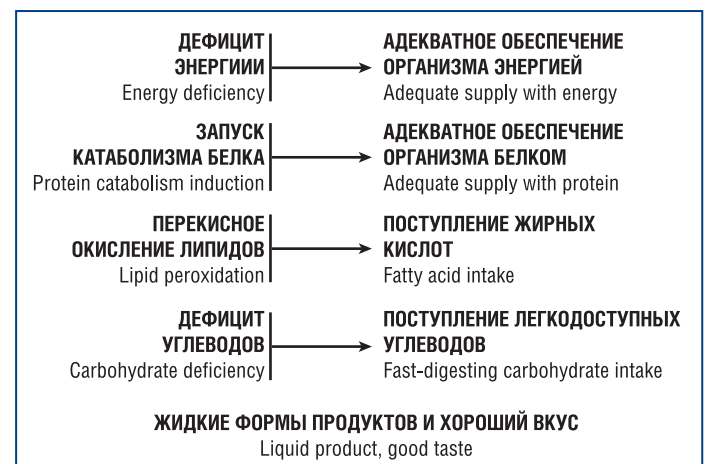 ДЕФИЦИТ
ЭНЕРГИИИ
Energy deficiency
АДЕКВАТНОЕ ОБЕСПЕЧЕНИЕ
ОРГАНИЗМА ЭНЕРГИЕЙ
Adequate supply with energy
ЗАПУСК
КАТАБОЛИЗМА БЕЛКА
Protein catabolism induction
АДЕКВАТНОЕ ОБЕСПЕЧЕНИЕ
ОРГАНИЗМА БЕЛКОМ
Adequate supply with protein
ПЕРЕКИСНОЕ
ОКИСЛЕНИЕ ЛИПИДОВ
Lipid peroxidation
ПОСТУПЛЕНИЕ ЖИРНЫХ
КИСЛОТ
Fatty acid intake
ДЕФИЦИТ
УГЛЕВОДОВ
Carbohydrate deficiency
ПОСТУПЛЕНИЕ ЛЕГКОДОСТУПНЫХ
УГЛЕВОДОВ
Fast-digesting carbohydrate intake
ЖИДКИЕ ФОРМЫ ПРОДУКТОВ И ХОРОШИЙ ВКУС
Liquid product, good taste